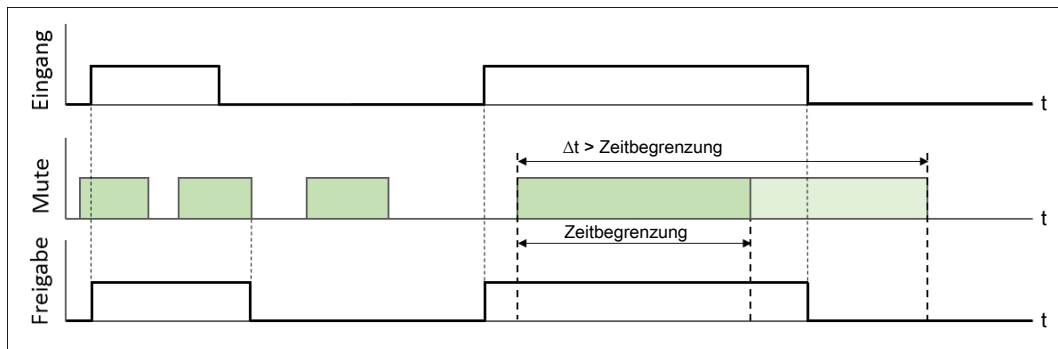 Eingang
t
Δt > Zeitbegrenzung
Mute
t
Zeitbegrenzung
Freigabe
t